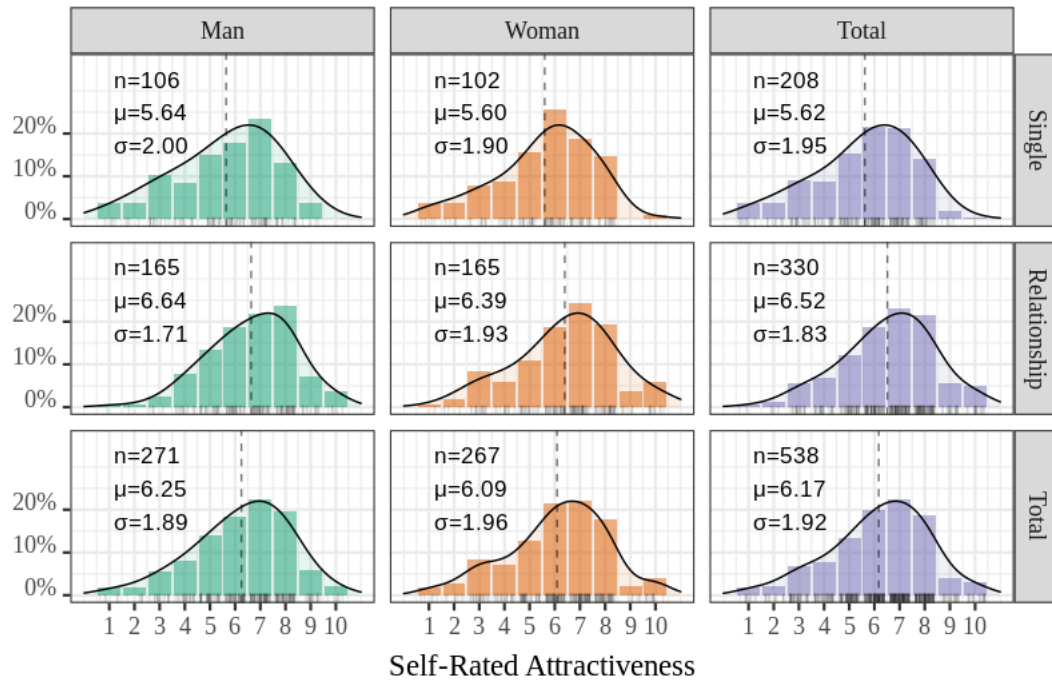 Man
Woman
Total
n=106
μ=5.64
σ=2.00
n=102
μ=5.60
σ=1.90
n=208
μ=5.62
σ=1.95
Single
20%
10%
0%
n=165
μ=6.64
σ=1.71
n=165
μ=6.39
σ=1.93
n=330
μ=6.52
σ=1.83
Relationship
20%
10%
0%
n=271
μ=6.25
σ=1.89
n=267
μ=6.09
σ=1.96
n=538
μ=6.17
σ=1.92
Total
20%
10%
0%
1 2 3 4 5 6 7 8 9 10
1 2 3 4 5 6 7 8 9 10
1 2 3 4 5 6 7 8 9 10
Self-Rated Attractiveness